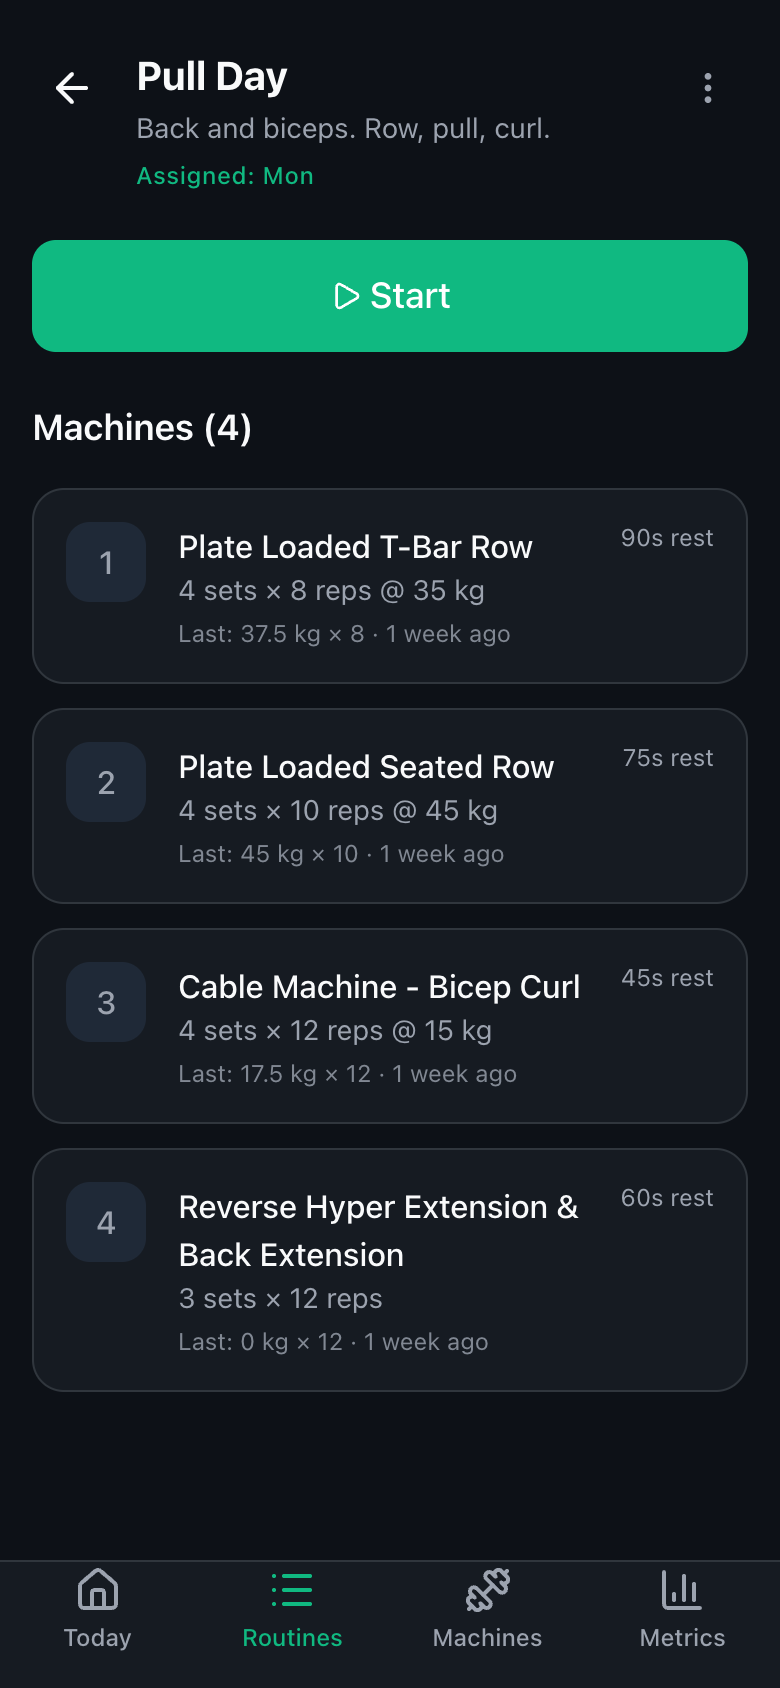 Pull Day
Back and biceps. Row, pull, curl.
Assigned: Mon
Start
Machines (4)
1
Plate Loaded T-Bar Row
90s rest
4 sets × 8 reps @ 35 kg
Last: 37.5 kg × 8 · 1 week ago
2
Plate Loaded Seated Row
75s rest
4 sets × 10 reps @ 45 kg
Last: 45 kg × 10 · 1 week ago
3
Cable Machine - Bicep Curl
45s rest
4 sets × 12 reps @ 15 kg
Last: 17.5 kg × 12 · 1 week ago
4
Reverse Hyper Extension &
60s rest
Back Extension
3 sets × 12 reps
Last: 0 kg × 12 · 1 week ago
Today
Routines
Machines
Metrics